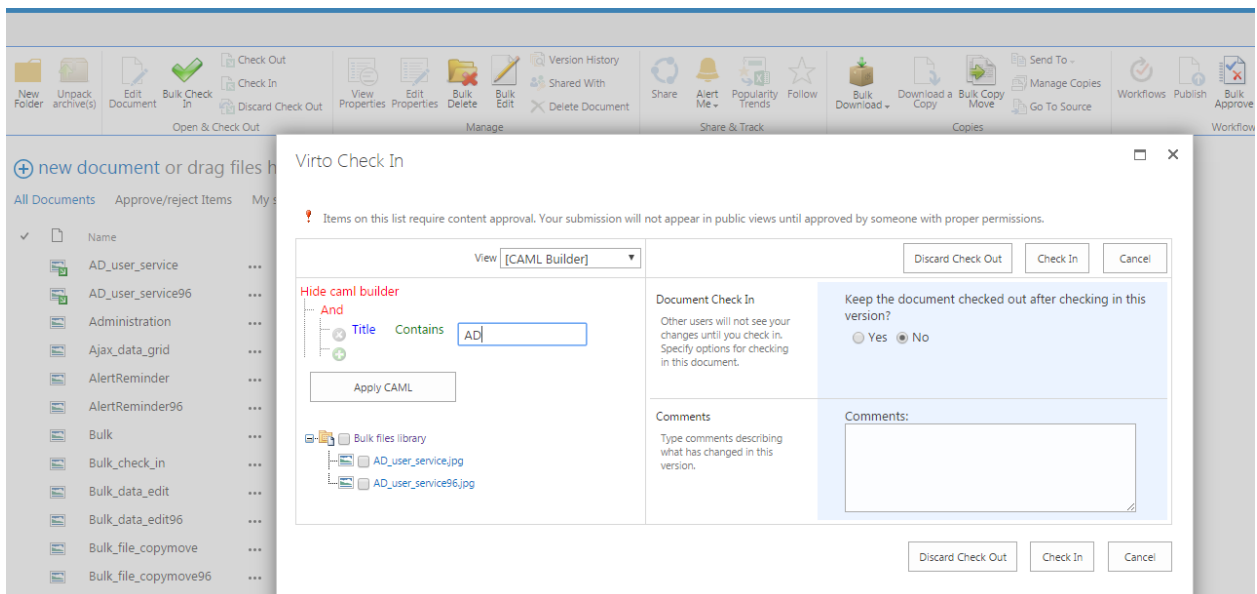 New Folder
Unpack archive(s)
Edit Document
Bulk Check In
Check Out
Check In
Discard Check Out
Open & Check Out
View Properties
Edit Properties
Bulk Delete
Bulk Edit
Version History
Shared With
Delete Document
Manage
Share
Alert Me
Popularity Trends
Follow
Share & Track
Bulk Download
Download a Copy
Bulk Copy Move
Send To
Manage Copies
Go To Source
Copies
Workflows
Publish
Bulk Approve
Workflow
new document or drag files h
All Documents Approve/reject Items My s
Name
AD_user_service ...
AD_user_service96 ...
Administration ...
Ajax_data_grid ...
AlertReminder ...
AlertReminder96 ...
Bulk ...
Bulk_check_in ...
Bulk_data_edit ...
Bulk_data_edit96 ...
Bulk_file_copymove ...
Bulk_file_copymove96 ...
Virto Check In
Items on this list require content approval. Your submission will not appear in public views until approved by someone with proper permissions.
View [CAML Builder]
Hide caml builder
And
Title Contains AD
Apply CAML
Bulk files library
AD_user_service.jpg
AD_user_service96.jpg
Discard Check Out Check In Cancel
Document Check In
Other users will not see your
changes until you check in.
Specify options for checking
in this document.
Keep the document checked out after checking in this
version?
Yes No
Comments
Type comments describing
what has changed in this
version.
Comments:
Discard Check Out Check In Cancel